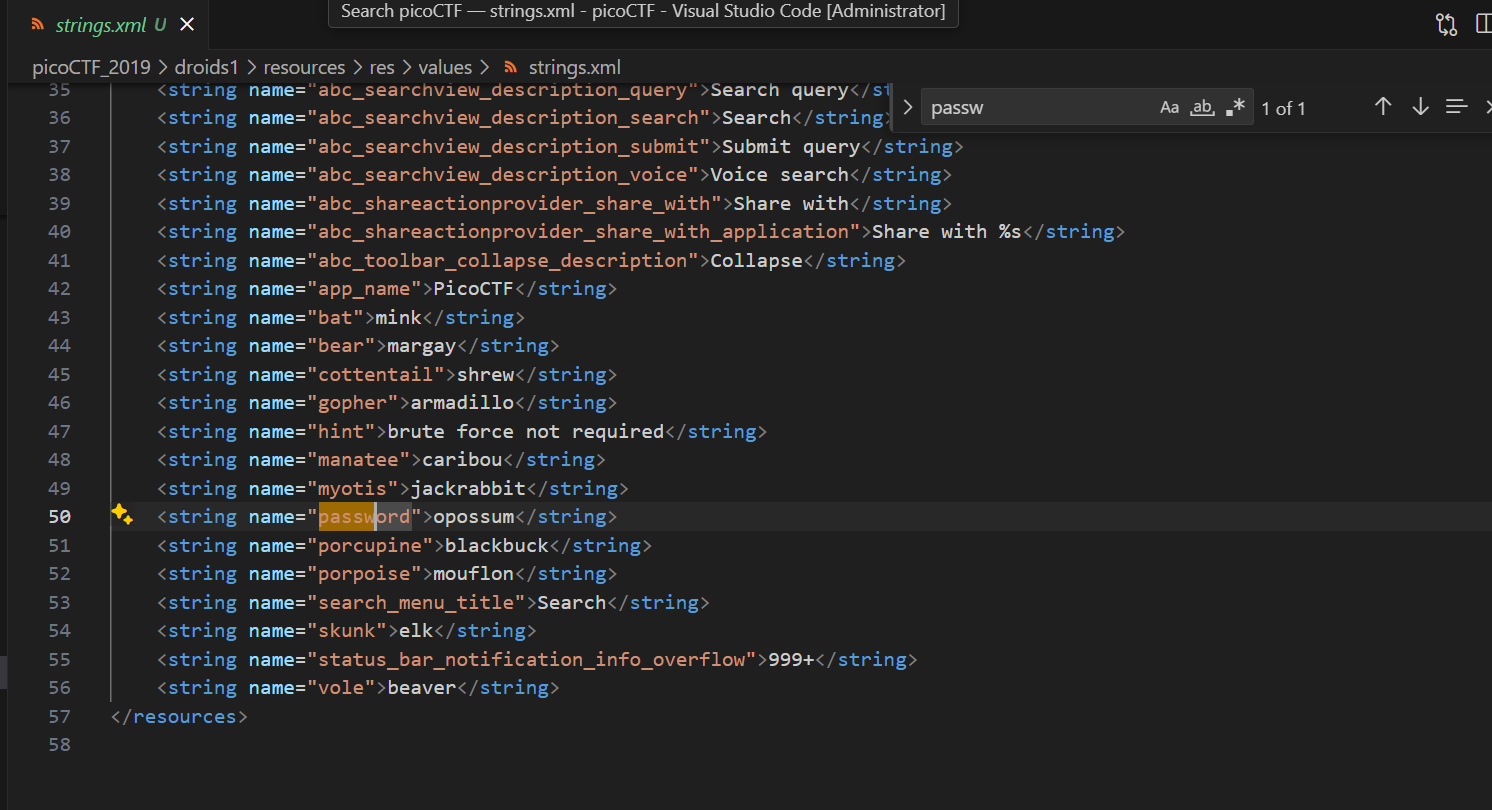 Search picoCTF — strings.xml - picoCTF - Visual Studio Code [Administrator]
strings.xml U
picoCTF_2019 > droids1 > resources > res > values > strings.xml
passw Aa ab 1 of 1
35 <string name="abc_searchview_description_query">Search query</st
36 <string name="abc_searchview_description_search">Search</string>
37 <string name="abc_searchview_description_submit">Submit query</string>
38 <string name="abc_searchview_description_voice">Voice search</string>
39 <string name="abc_shareactionprovider_share_with">Share with</string>
40 <string name="abc_shareactionprovider_share_with_application">Share with %s</string>
41 <string name="abc_toolbar_collapse_description">Collapse</string>
42 <string name="app_name">PicoCTF</string>
43 <string name="bat">mink</string>
44 <string name="bear">margay</string>
45 <string name="cottentail">shrew</string>
46 <string name="gopher">armadillo</string>
47 <string name="hint">brute force not required</string>
48 <string name="manatee">caribou</string>
49 <string name="myotis">jackrabbit</string>
50 <string name="password">opossum</string>
51 <string name="porcupine">blackbuck</string>
52 <string name="porpoise">mouflon</string>
53 <string name="search_menu_title">Search</string>
54 <string name="skunk">elk</string>
55 <string name="status_bar_notification_info_overflow">999+</string>
56 <string name="vole">beaver</string>
57 </resources>
58